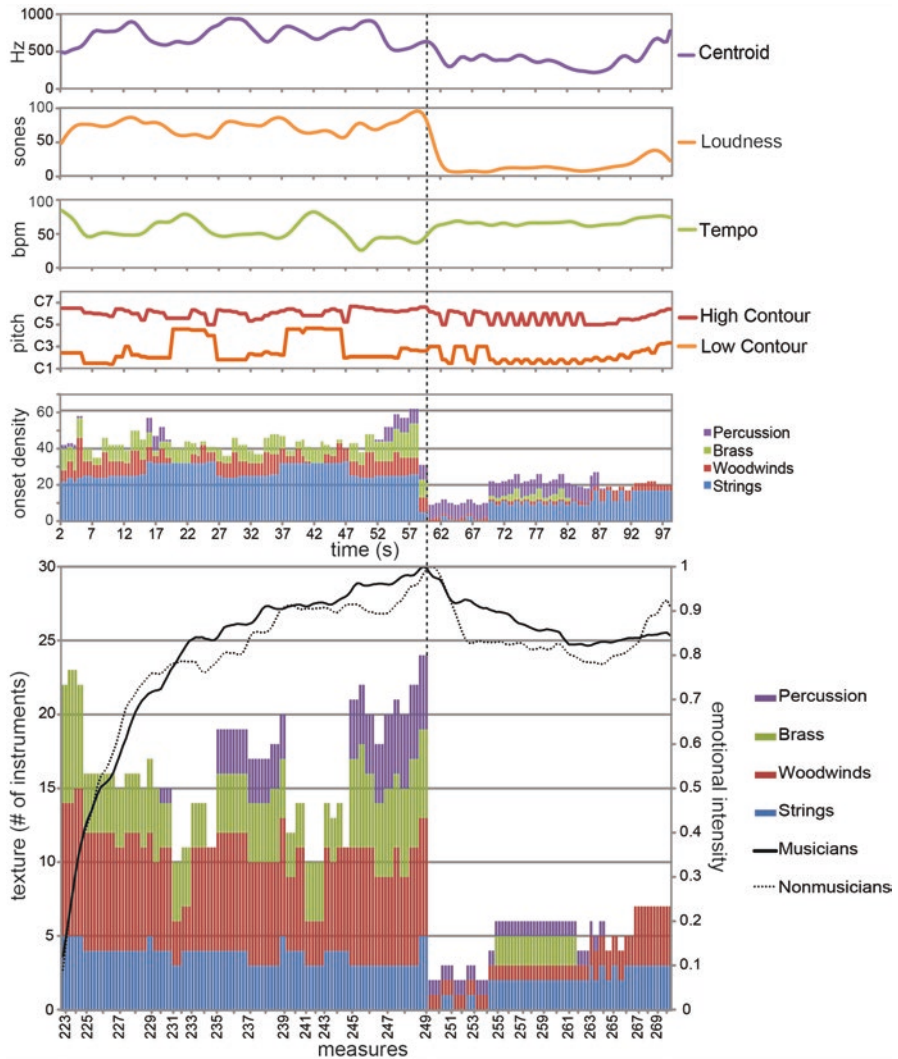 1000
500
0
Hz
Centroid
100
50
0
sones
Loudness
100
50
0
bpm
Tempo
C7
C5
C3
C1
pitch
High Contour
Low Contour
60
40
20
0
onset density
Percussion
Brass
Woodwinds
Strings
2 7 12 17 22 27 32 37 42 47 52 57 62 67 72 77 82 87 92 97
time (s)
30
25
20
15
10
5
0
texture (# of instruments)
1
0.9
0.8
0.7
0.6
0.5
0.4
0.3
0.2
0.1
0
emotional intensity
Percussion
Brass
Woodwinds
Strings
Musicians
Nonmusicians
223 225 227 229 231 233 235 237 239 241 243 245 247 249 251 253 255 257 259 261 263 265 267 269
measures